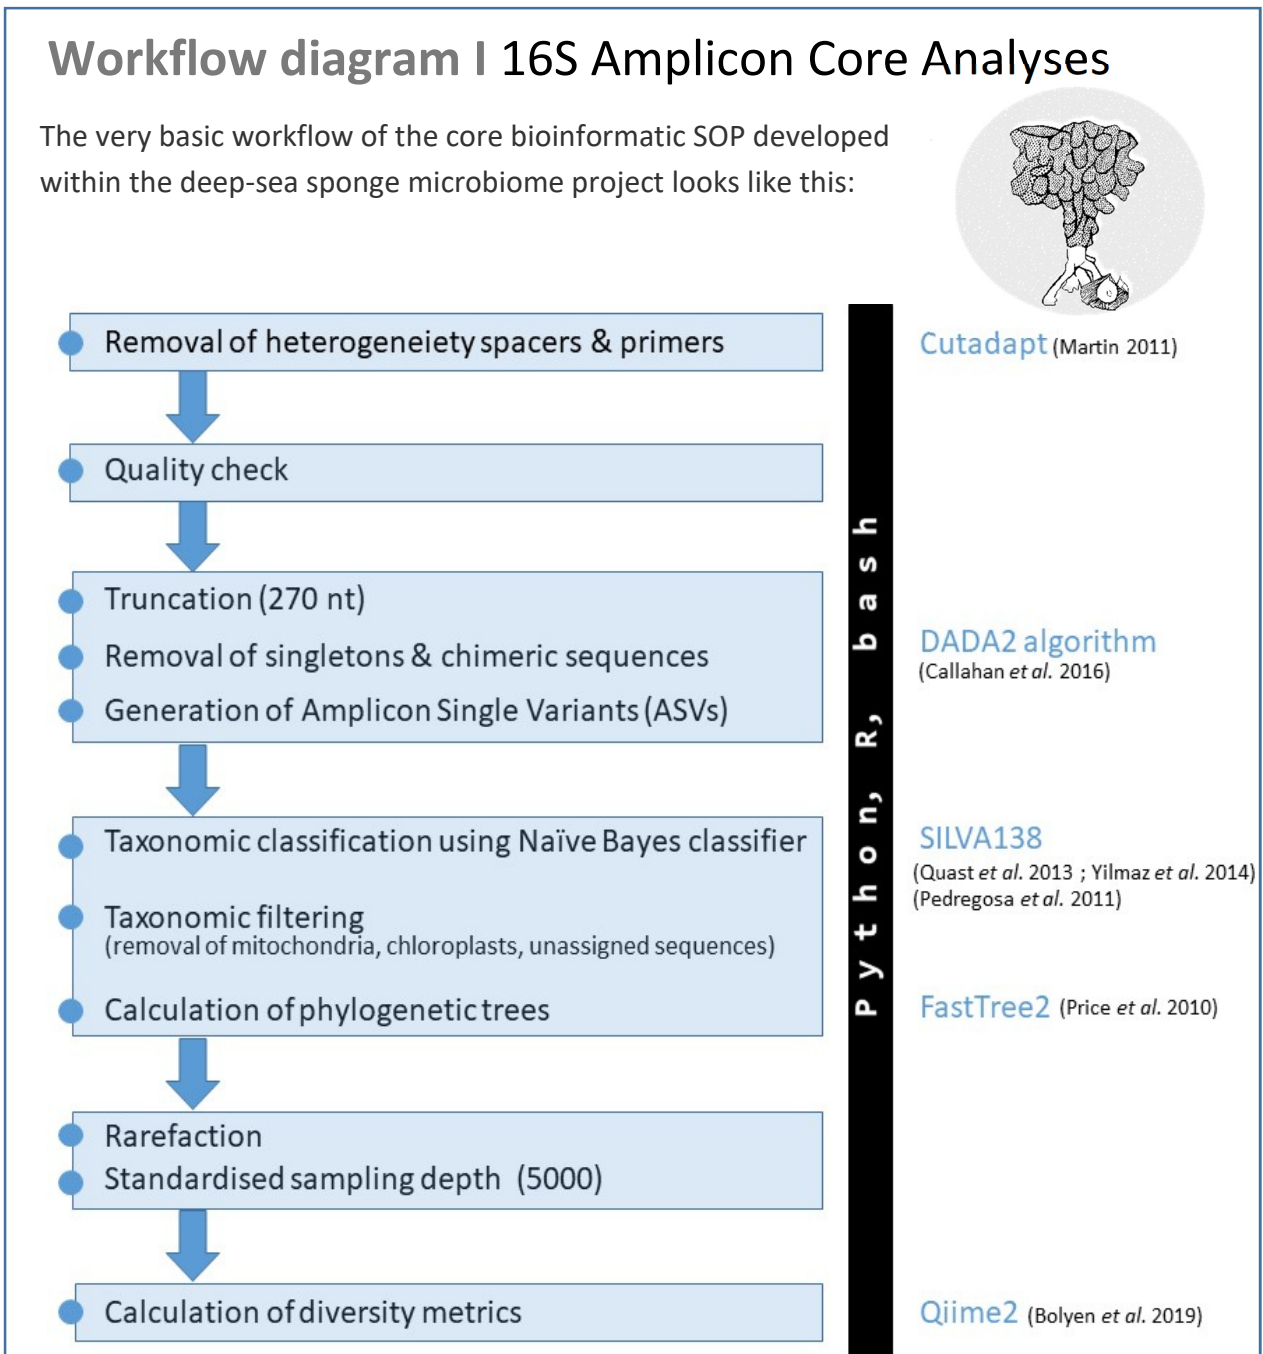 Workflow diagram I 16S Amplicon Core Analyses
The very basic workflow of the core bioinformatic SOP developed
within the deep-sea sponge microbiome project looks like this:
Removal of heterogeneiety spacers & primers
Cutadapt (Martin 2011)
Quality check
Truncation (270 nt)
Removal of singletons & chimeric sequences
Generation of Amplicon Single Variants (ASVs)
DADA2 algorithm
(Callahan et al. 2016)
Taxonomic classification using Naïve Bayes classifier
SILVA138
(Quast et al. 2013 ; Yilmaz et al. 2014)
(Pedregosa et al. 2011)
Taxonomic filtering
(removal of mitochondria, chloroplasts, unassigned sequences)
Calculation of phylogenetic trees
FastTree2 (Price et al. 2010)
Rarefaction
Standardised sampling depth (5000)
Calculation of diversity metrics
Qiime2 (Bolyen et al. 2019)
Python, R, bash